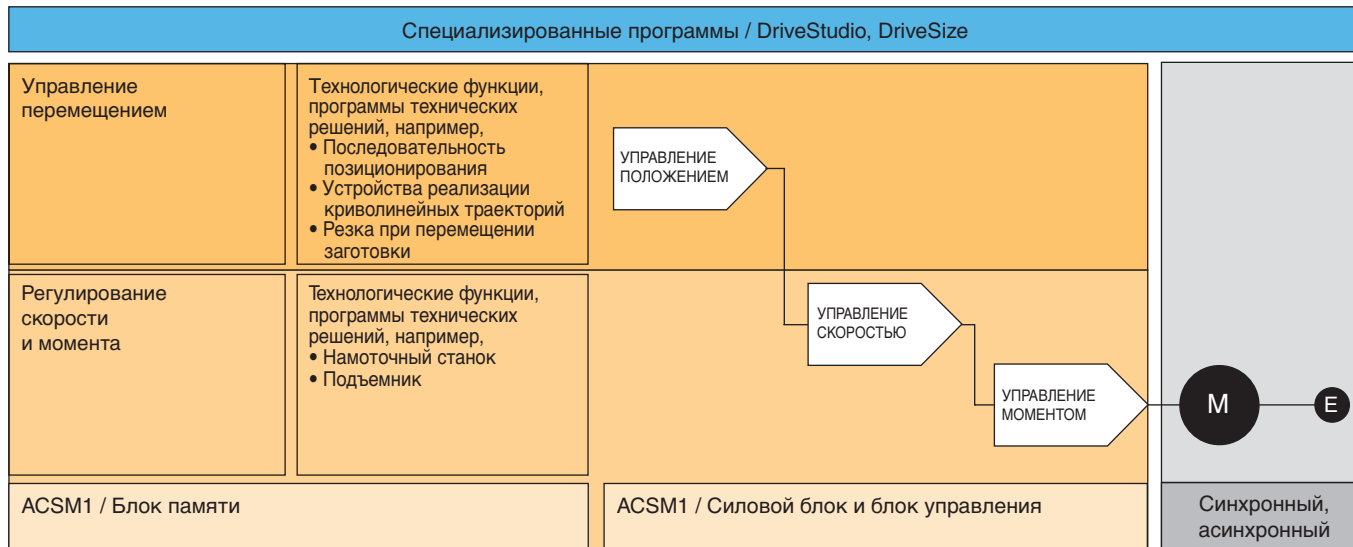 Специализированные программы / DriveStudio, DriveSize
Управление
перемещением
Технологические функции,
программы технических
решений, например,
• Последовательность
позиционирования
• Устройства реализации
криволинейных траекторий
• Резка при перемещении
заготовки
УПРАВЛЕНИЕ
ПОЛОЖЕНИЕМ
Регулирование
скорости
и момента
Технологические функции,
программы технических
решений, например,
• Намоточный станок
• Подъемник
УПРАВЛЕНИЕ
СКОРОСТЬЮ
УПРАВЛЕНИЕ
МОМЕНТОМ
M
E
ACSM1 / Блок памяти
ACSM1 / Силовой блок и блок управления
Синхронный,
асинхронный